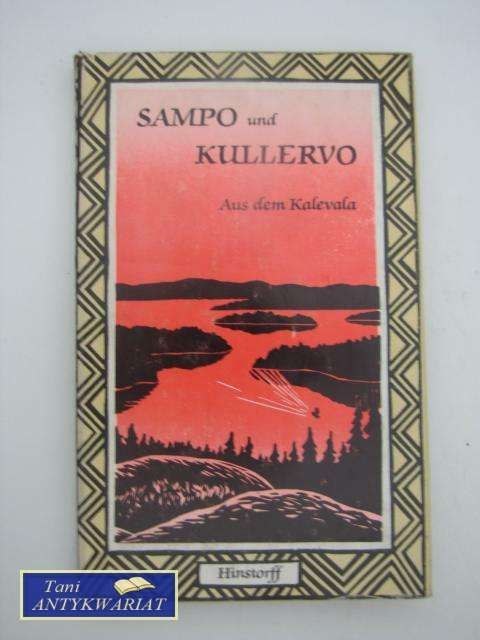 SAMPO und
KULLERVO
Aus dem Kalevala
Hinstorff
Tani
ANTYKWARIAT